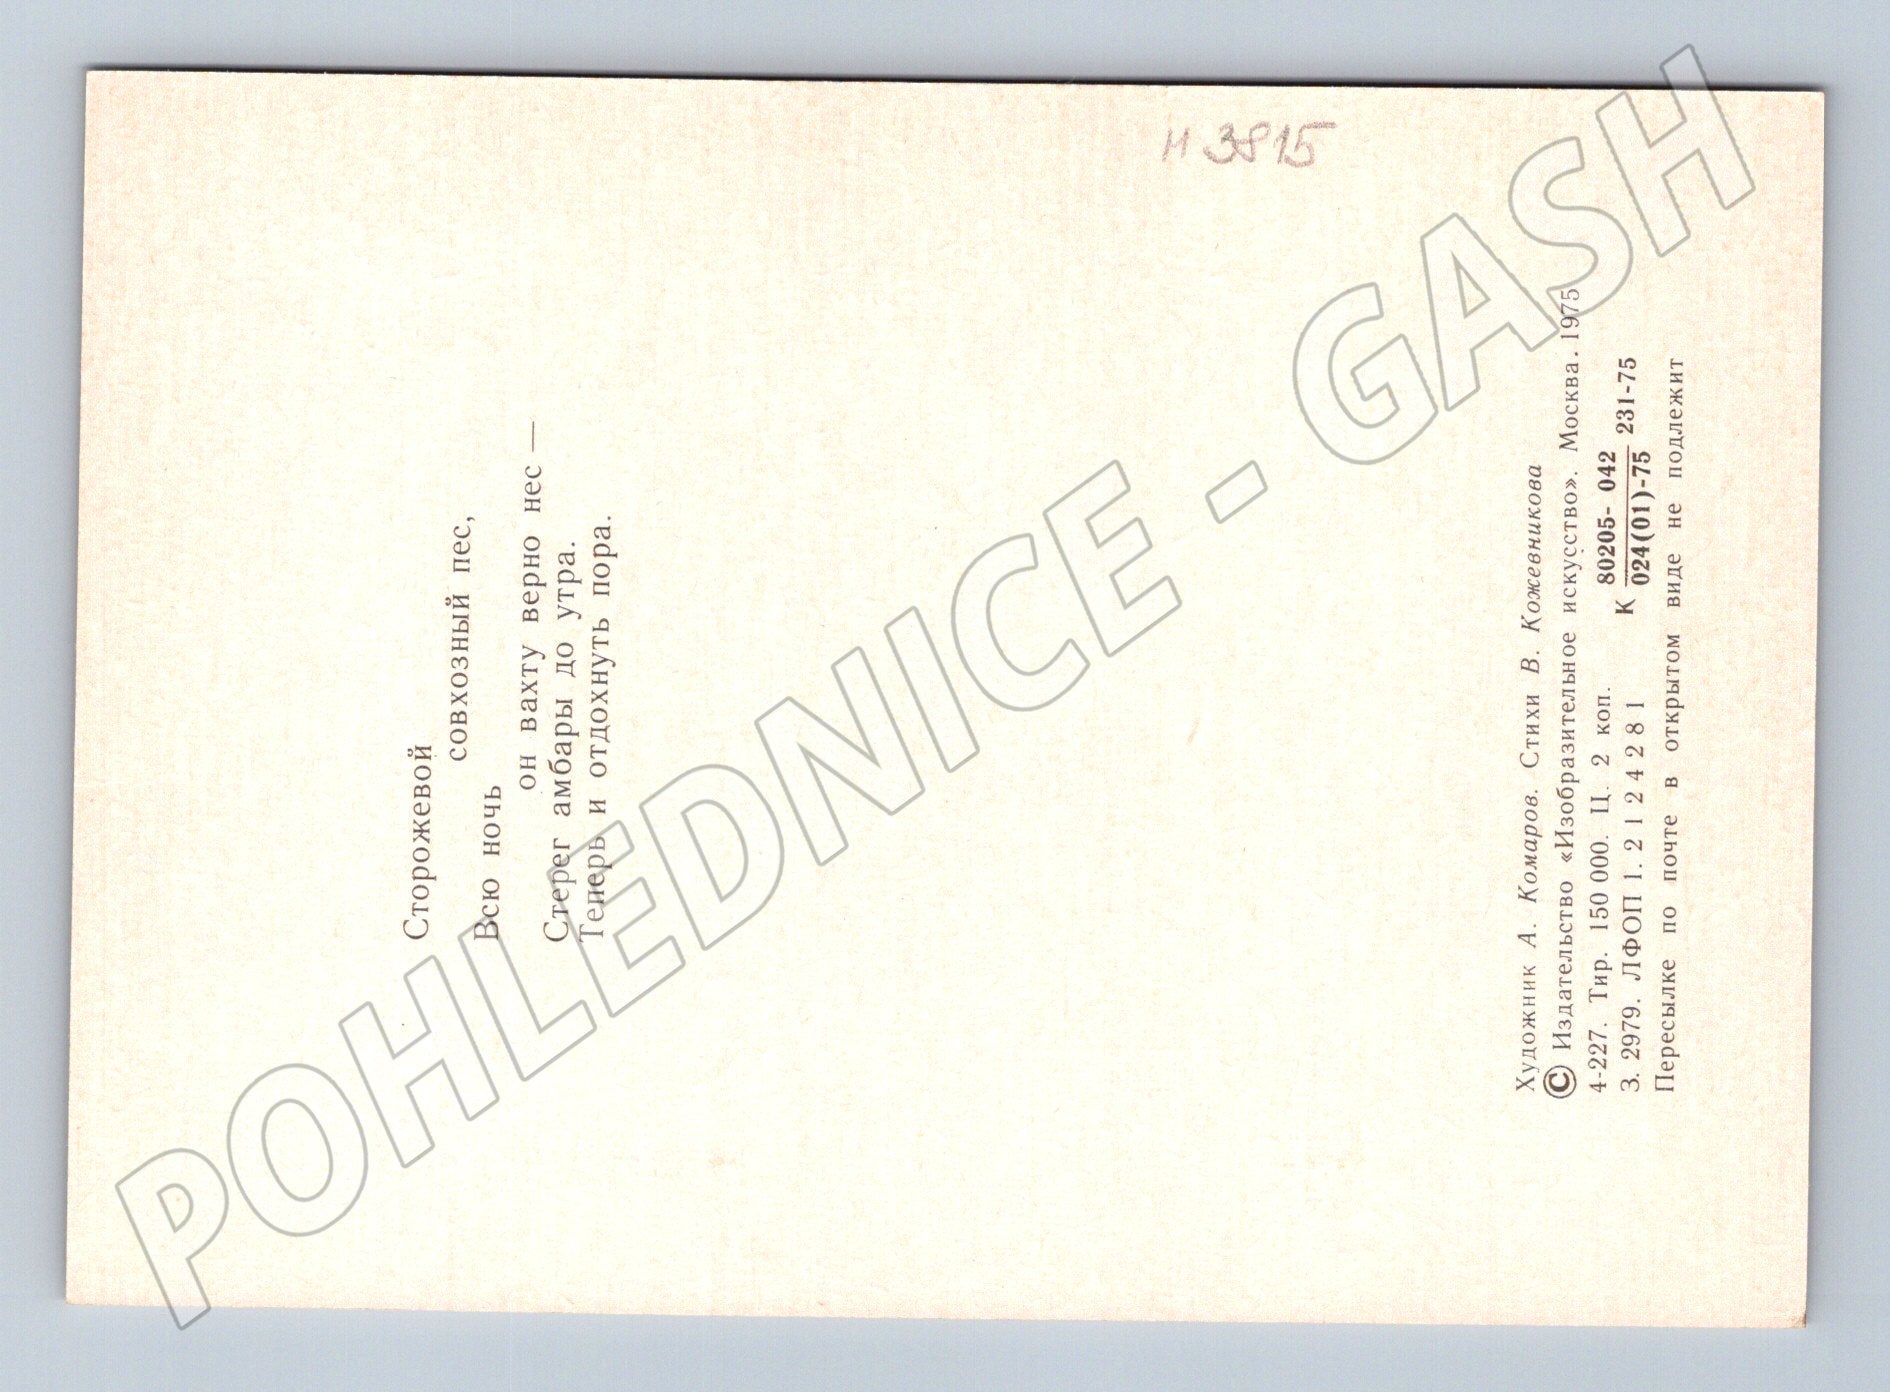 Н 3815
Сторожевой
совхозный пес,
Всю ночь
он вахту верно нес —
Стерег амбары до утра.
Теперь и отдохнуть пора.
Художник А. Комаров. Стихи В. Кожевникова
© Издательство «Изобразительное искусство». Москва. 1975
4-227. Тир. 150 000. Ц. 2 коп.
К 80205-042 231-75
024(01)-75
З. 2979. ЛФОП 1. 2 1 2 4 2 8 1
Пересылке по почте в открытом виде не подлежит
POHLEDNICE - GASH